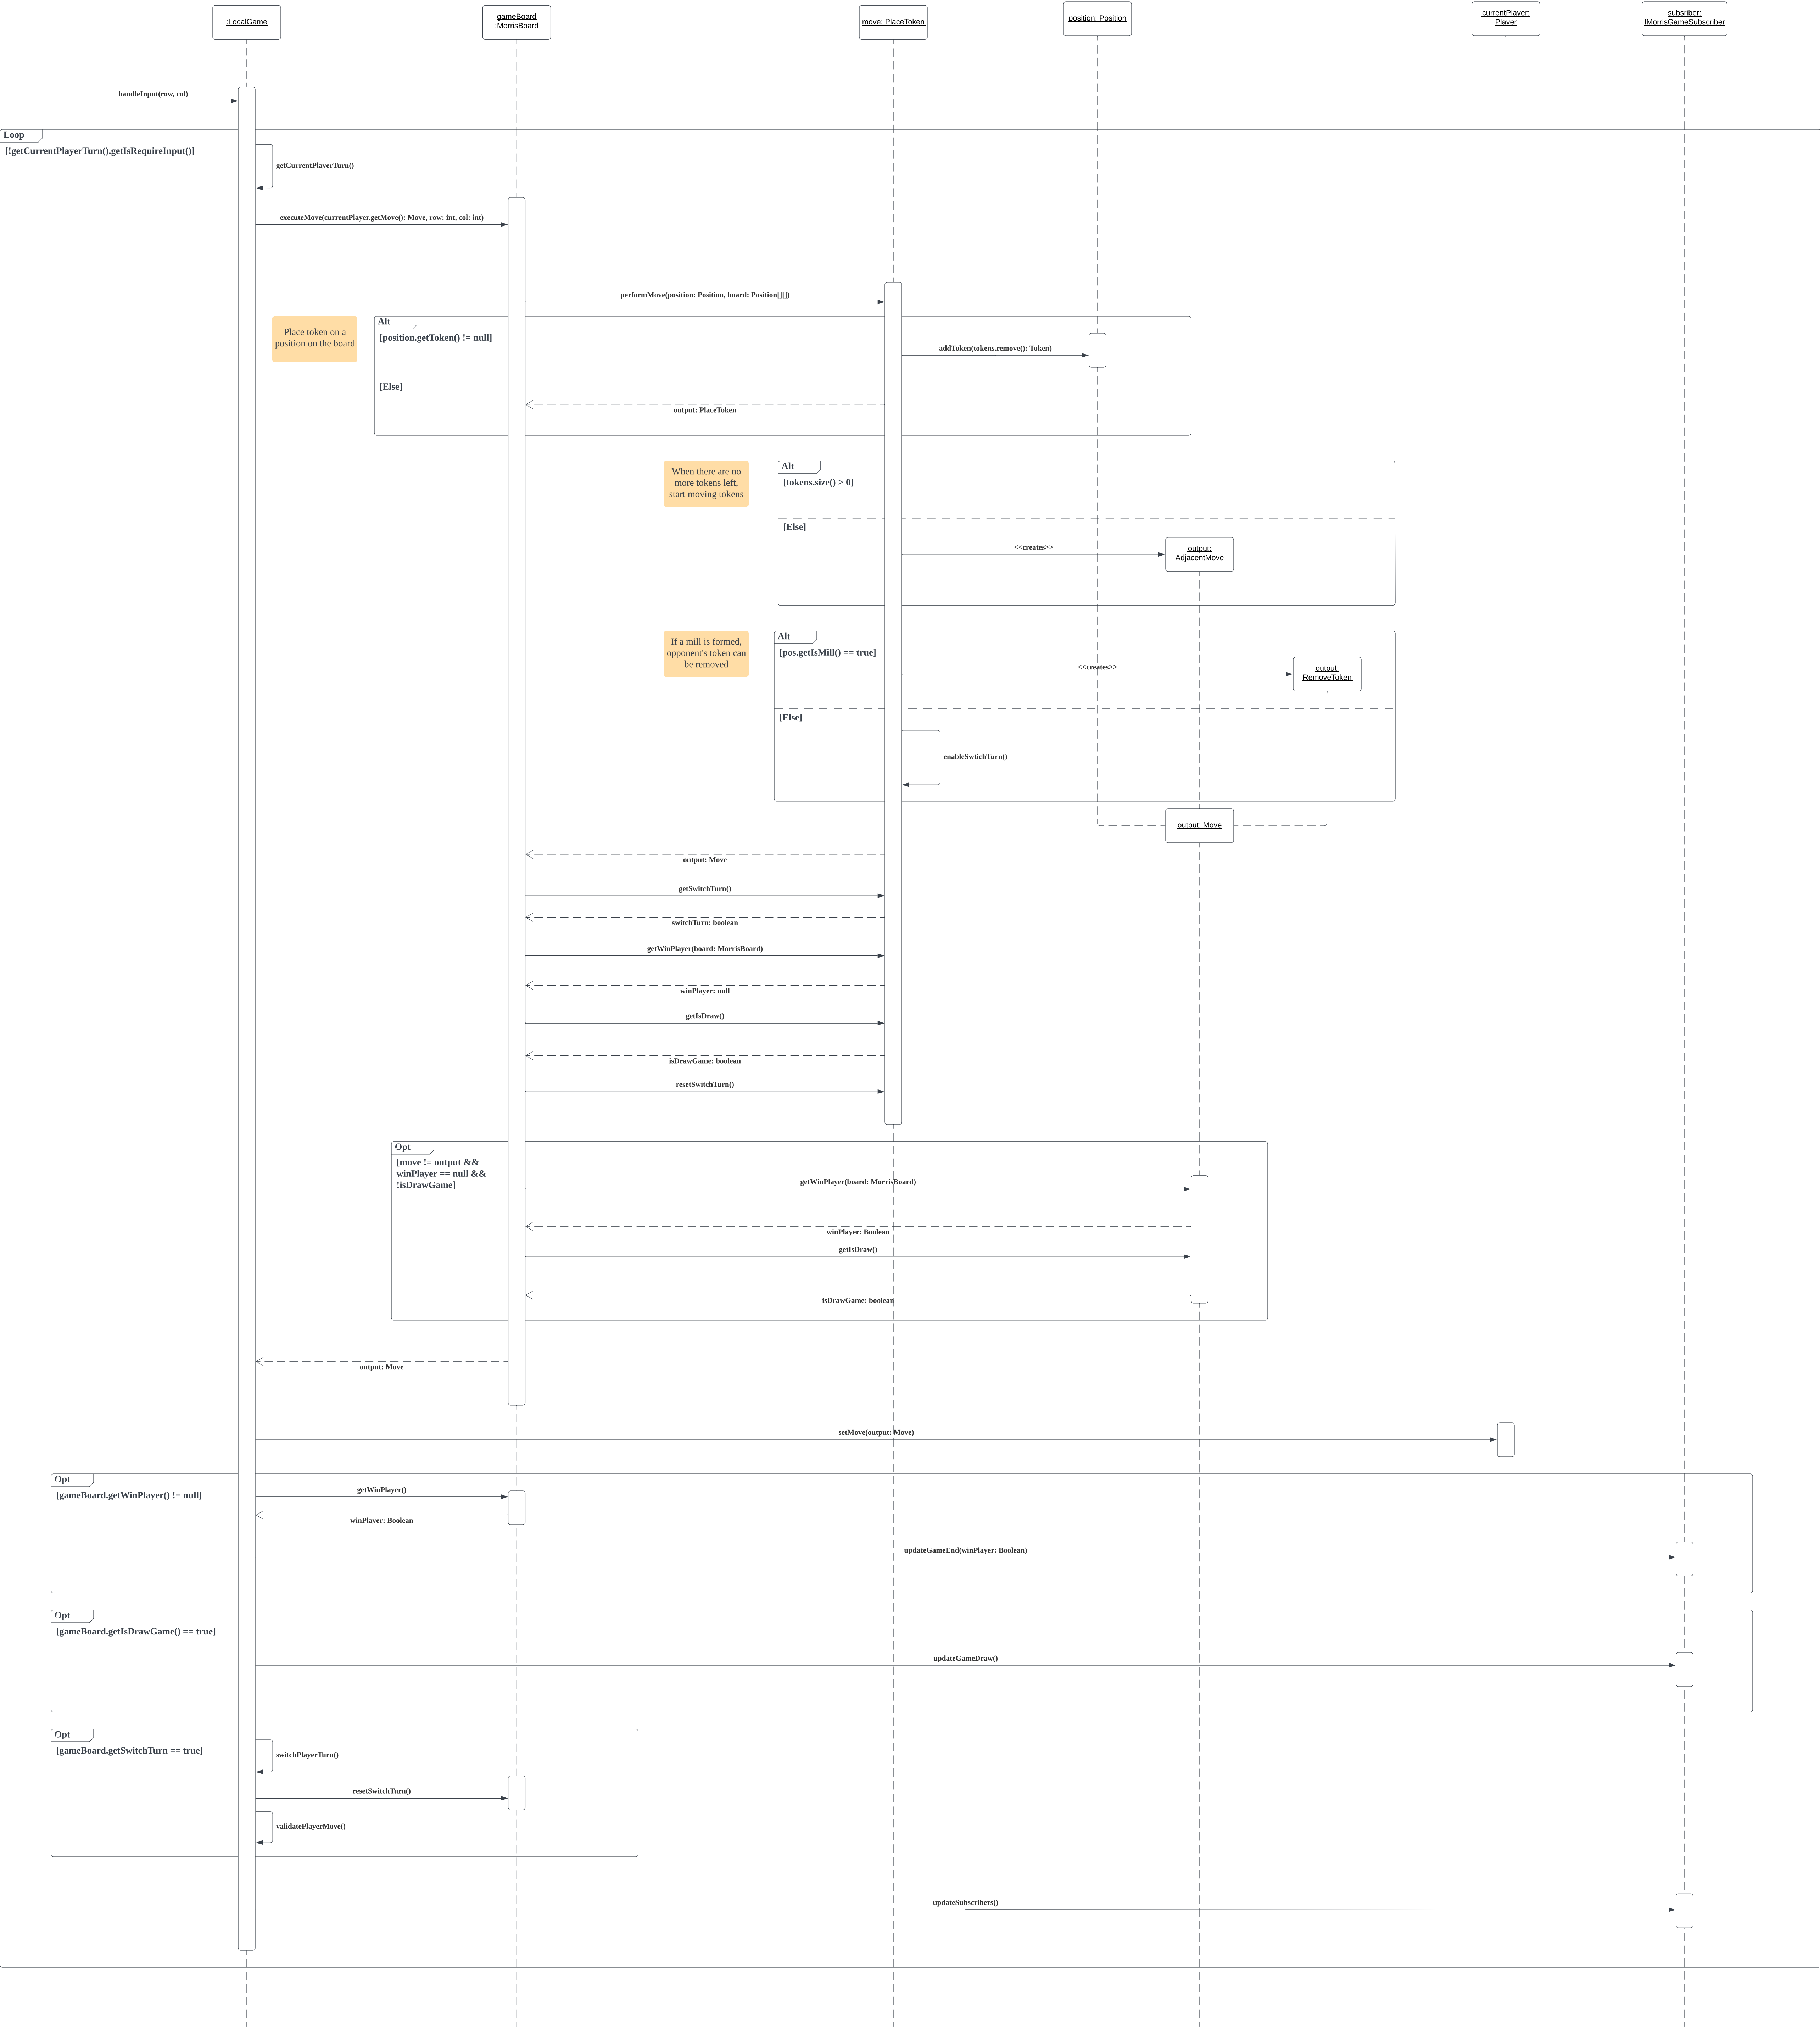 :LocalGame
gameBoard
:MorrisBoard
move: PlaceToken
position: Position
currentPlayer:
Player
subsriber:
IMorrisGameSubscriber
handleInput(row, col)
Loop
[!getCurrentPlayerTurn().getIsRequireInput()]
getCurrentPlayerTurn()
executeMove(currentPlayer.getMove(): Move, row: int, col: int)
performMove(position: Position, board: Position[][])
Place token on a
position on the board
Alt
[position.getToken() != null]
addToken(tokens.remove(): Token)
[Else]
output: PlaceToken
When there are no
more tokens left,
start moving tokens
Alt
[tokens.size() > 0]
[Else]
<<creates>>
output:
AdjacentMove
If a mill is formed,
opponent's token can
be removed
Alt
[pos.getIsMill() == true]
<<creates>>
output:
RemoveToken
[Else]
enableSwtichTurn()
output: Move
output: Move
getSwitchTurn()
switchTurn: boolean
getWinPlayer(board: MorrisBoard)
winPlayer: null
getIsDraw()
isDrawGame: boolean
resetSwitchTurn()
Opt
[move != output &&
winPlayer == null &&
!isDrawGame]
getWinPlayer(board: MorrisBoard)
winPlayer: Boolean
getIsDraw()
isDrawGame: boolean
output: Move
setMove(output: Move)
Opt
[gameBoard.getWinPlayer() != null]
getWinPlayer()
winPlayer: Boolean
updateGameEnd(winPlayer: Boolean)
Opt
[gameBoard.getIsDrawGame() == true]
updateGameDraw()
Opt
[gameBoard.getSwitchTurn == true]
switchPlayerTurn()
resetSwitchTurn()
validatePlayerMove()
updateSubscribers()